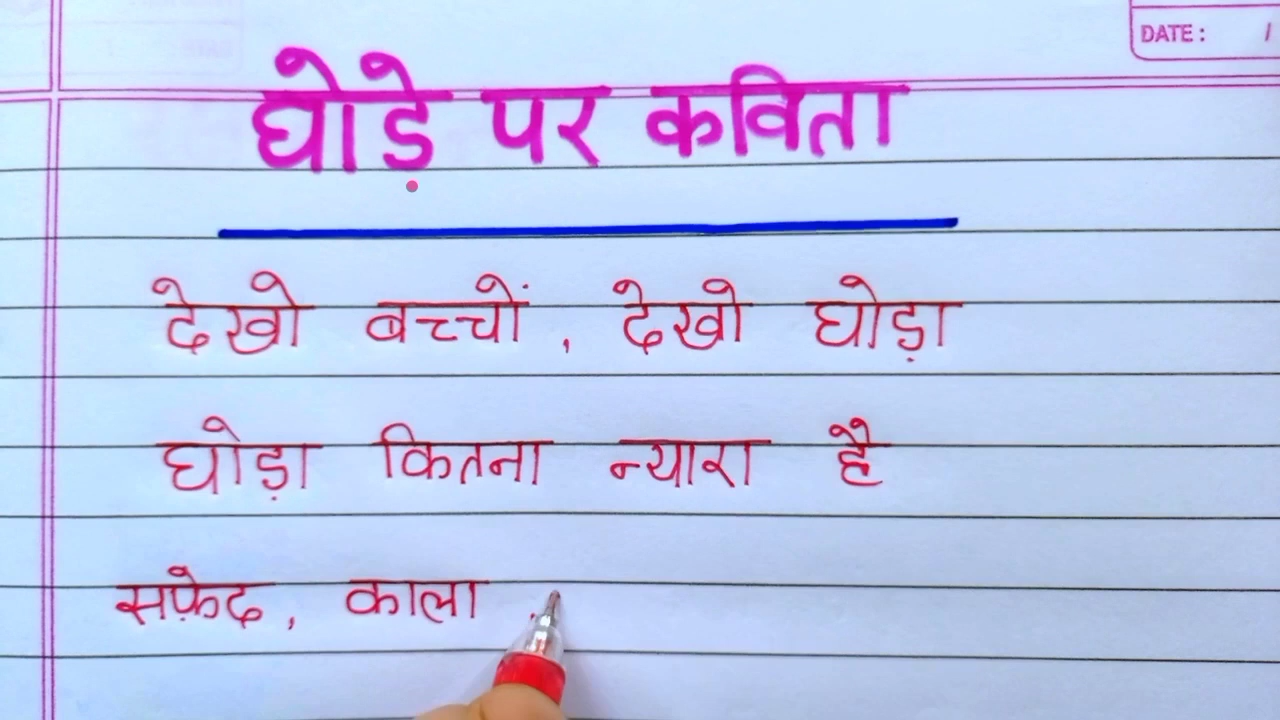 DATE : /
घोड़े पर कविता
देखो बच्चों, देखो घोड़ा
घोड़ा कितना न्यारा है
सफ़ेद, काला ,